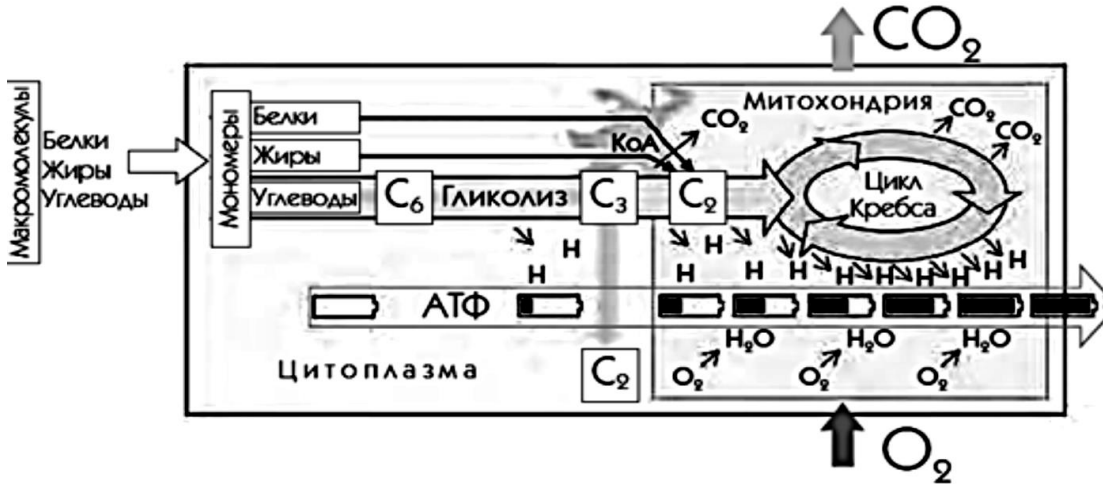 CO₂
Макромолекулы
Белки
Жиры
Углеводы
Мономеры
Белки
Жиры
Углеводы
C₆
Гликолиз
C₃
КоА
CO₂
C₂
Митохондрия
CO₂
CO₂
Цикл
Кребса
H
H
H
H
H
H
H
H
H
H
H
H
АТФ
Цитоплазма
C₂
H₂O
H₂O
H₂O
O₂
O₂
O₂
O₂